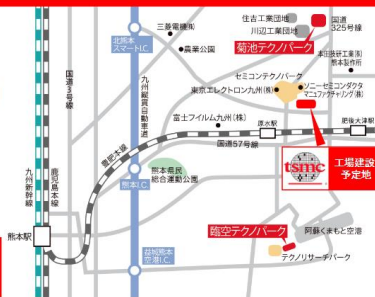 北熊本
スマートI.C.
三菱電機㈲
農業公園
住吉工業団地
川辺工業団地
国道
325号線
菊池テクノパーク
本田技研工業㈱
熊本製作所
セミコンテクノパーク
東京エレクトロン九州(株)
ソニーセミコンダクタ
マニュファクチャリング(株)
国道3号線
九州縦貫自動車道
富士フイルム九州(株)
原水駅
肥後大津駅
国道57号線
豊肥本線
熊本I.C.
熊本県民
総合運動公園
tsmc
工場建設
予定地
九州新幹線
鹿児島本線
熊本駅
益城熊本
空港I.C.
臨空テクノパーク
阿蘇くまもと空港
テクノリサーチパーク